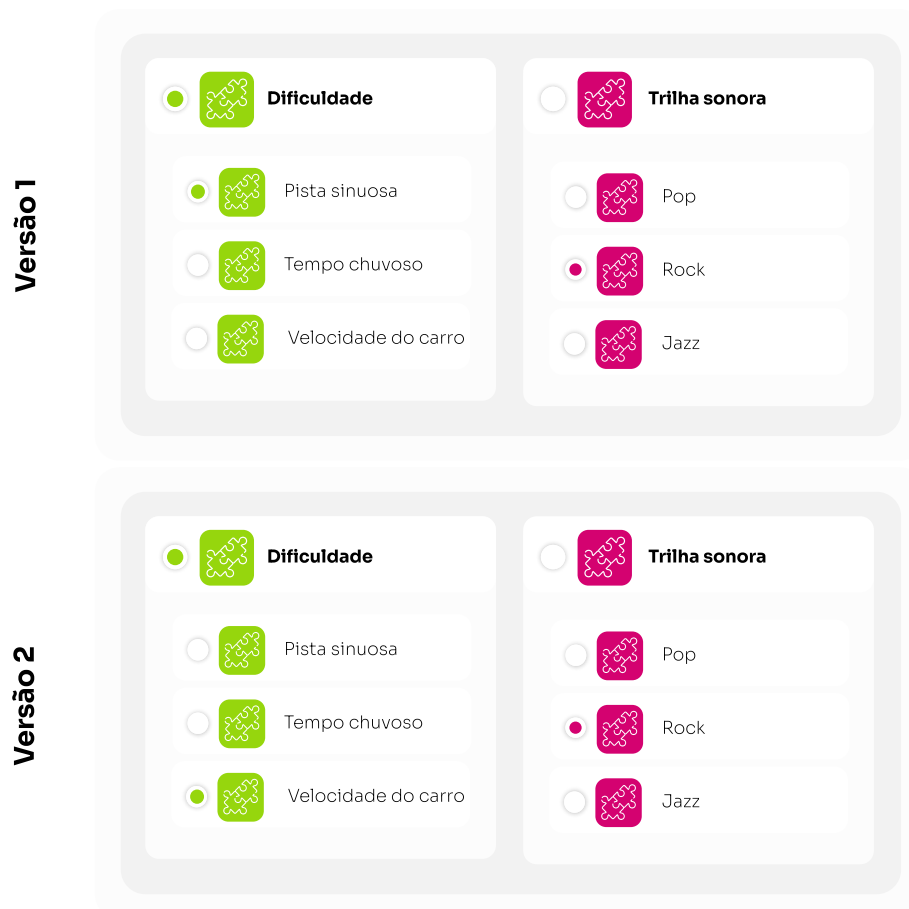 Versão 1
Dificuldade
Pista sinuosa
Tempo chuvoso
Velocidade do carro
Trilha sonora
Pop
Rock
Jazz
Versão 2
Dificuldade
Pista sinuosa
Tempo chuvoso
Velocidade do carro
Trilha sonora
Pop
Rock
Jazz